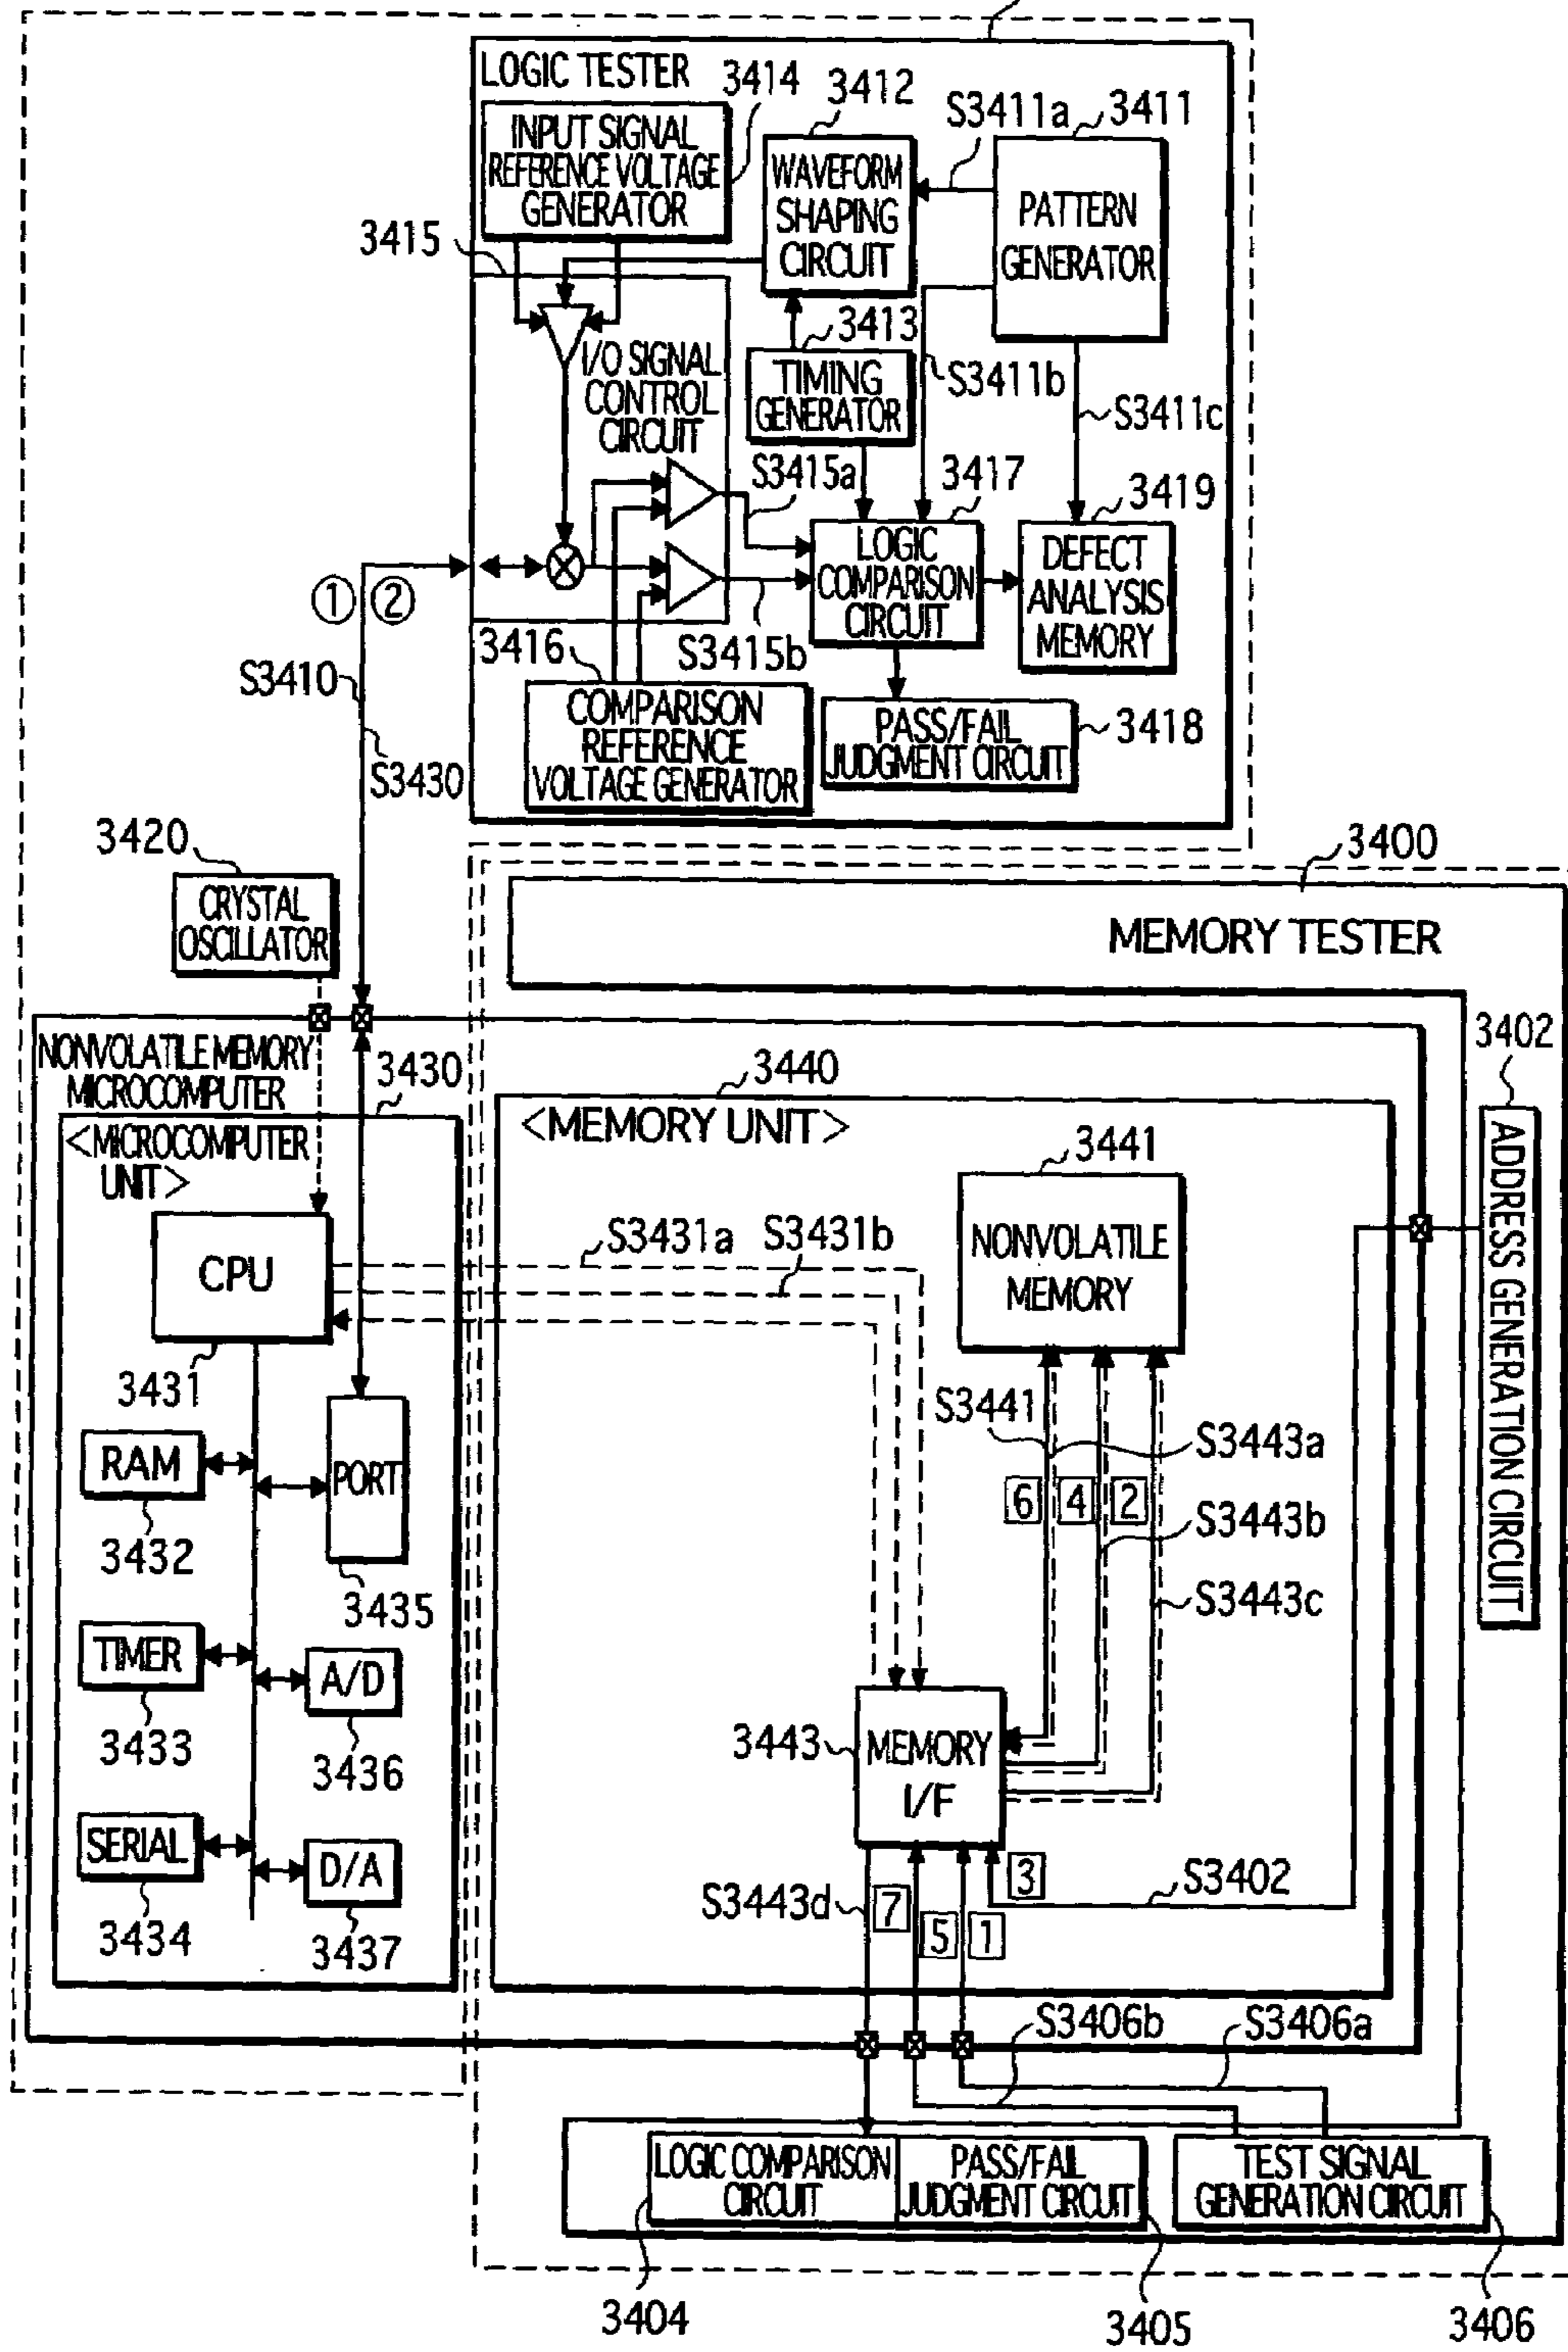 LOGIC TESTER
3414
3412
S3411a
3411
INPUT SIGNAL
REFERENCE VOLTAGE
GENERATOR
WAVEFORM
SHAPING
CIRCUIT
PATTERN
GENERATOR
3415
3413
I/O SIGNAL
CONTROL
CIRCUIT
TIMING
GENERATOR
S3411b
S3411c
S3415a
3417
3419
LOGIC
COMPARISON
CIRCUIT
DEFECT
ANALYSIS
MEMORY
① ②
3416
S3415b
S3410
COMPARISON
REFERENCE
VOLTAGE GENERATOR
PASS/FAIL
JUDGMENT CIRCUIT
3418
S3430
3420
3400
CRYSTAL
OSCILLATOR
MEMORY TESTER
NONVOLATILE MEMORY
MICROCOMPUTER
3430
3440
3402
<MICROCOMPUTER
UNIT>
<MEMORY UNIT>
3441
ADDRESS GENERATION CIRCUIT
CPU
S3431a
S3431b
NONVOLATILE
MEMORY
3431
S3441
S3443a
RAM
PORT
6
4
2
S3443b
3432
3435
S3443c
TIMER
A/D
3433
3436
3443
MEMORY
I/F
SERIAL
D/A
3
S3402
S3443d
7
5
1
3434
3437
S3406b
S3406a
LOGIC COMPARISON
CIRCUIT
PASS/FAIL
JUDGMENT CIRCUIT
TEST SIGNAL
GENERATION CIRCUIT
3404
3405
3406